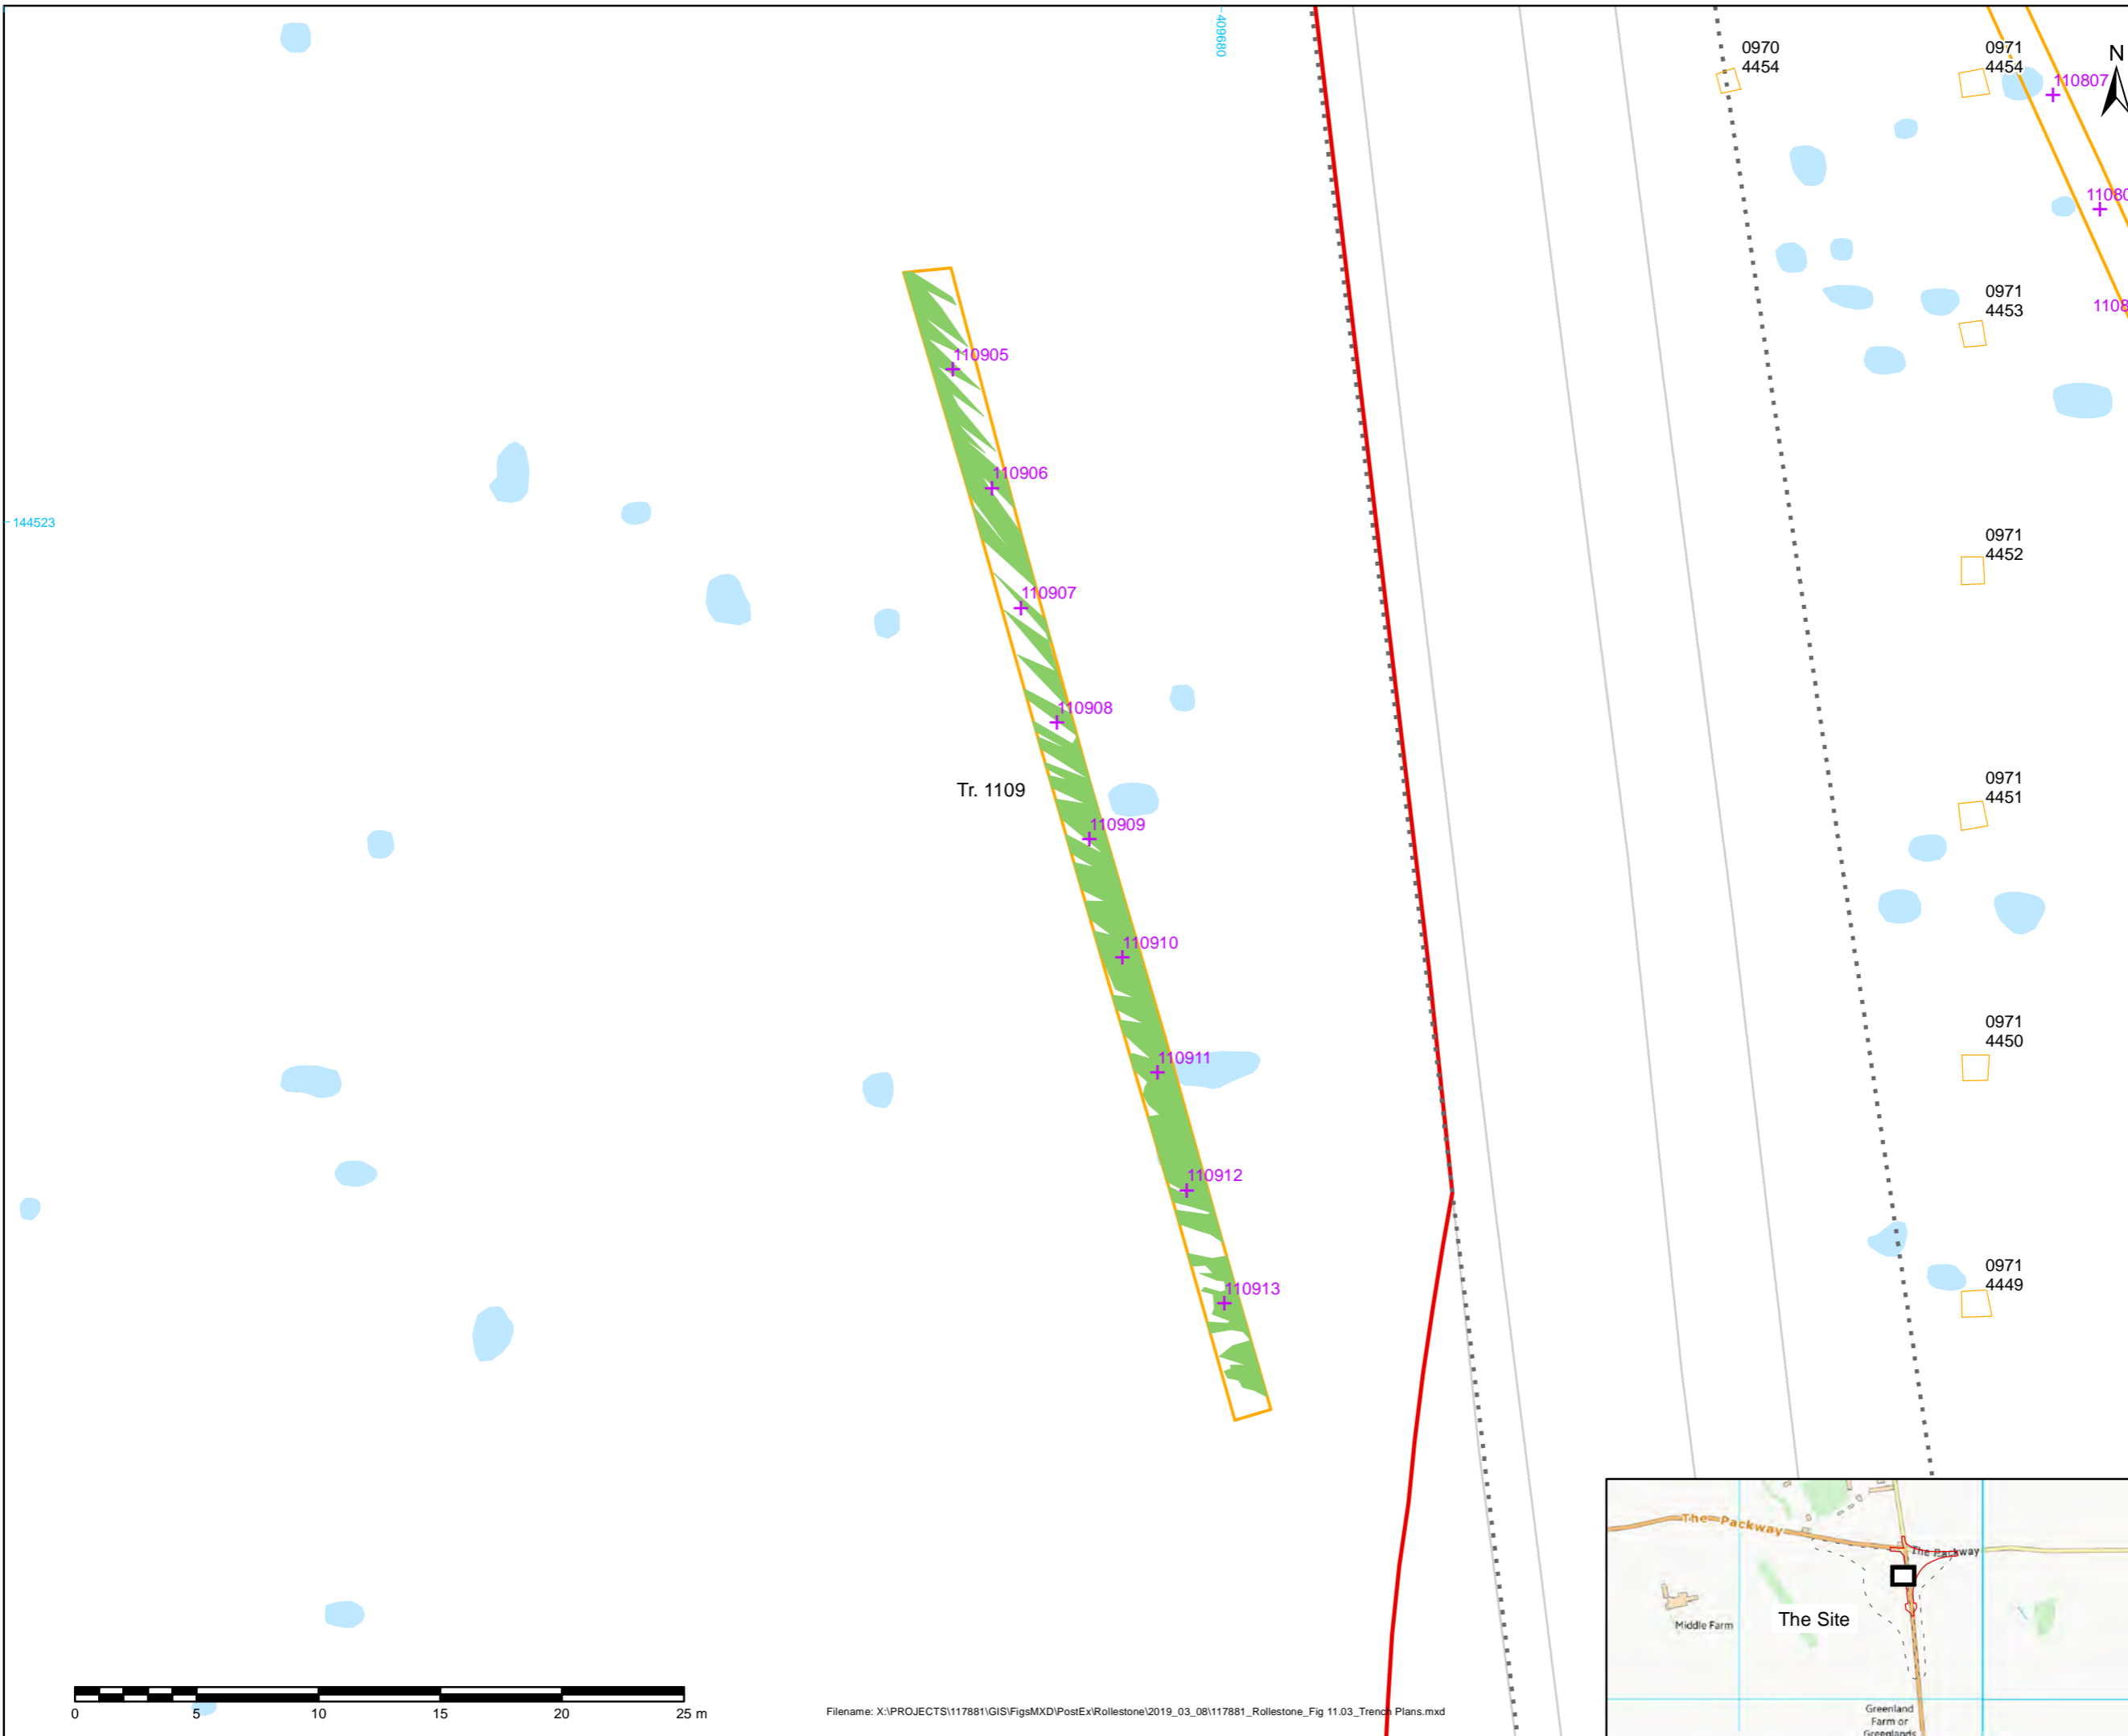 409680
0970
4454
0971
4454
N
110807
0971
4453
110905
110906
144523
0971
4452
110907
110908
Tr. 1109
0971
4451
110909
110910
0971
4450
110911
110912
0971
4449
110913
The Packway
The Packway
The Site
Middle Farm
Greenland
Farm or
Greenlands
0 5 10 15 20 25 m
Filename: X:\PROJECTS\117881\GIS\FigsMXD\PostEx\Rollestone\2019_03_08\117881_Rollestone_Fig 11.03_Trench Plans.mxd